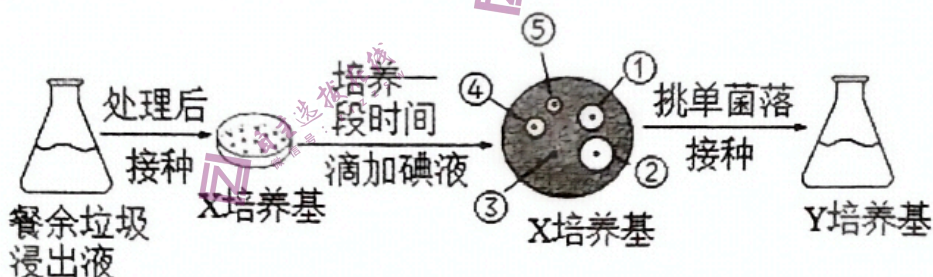 处理后
接种
培养一
段时间
滴加碘液
⑤
①
④
③
②
挑单菌落
接种
餐余垃圾
浸出液
X培养基
X培养基
Y培养基